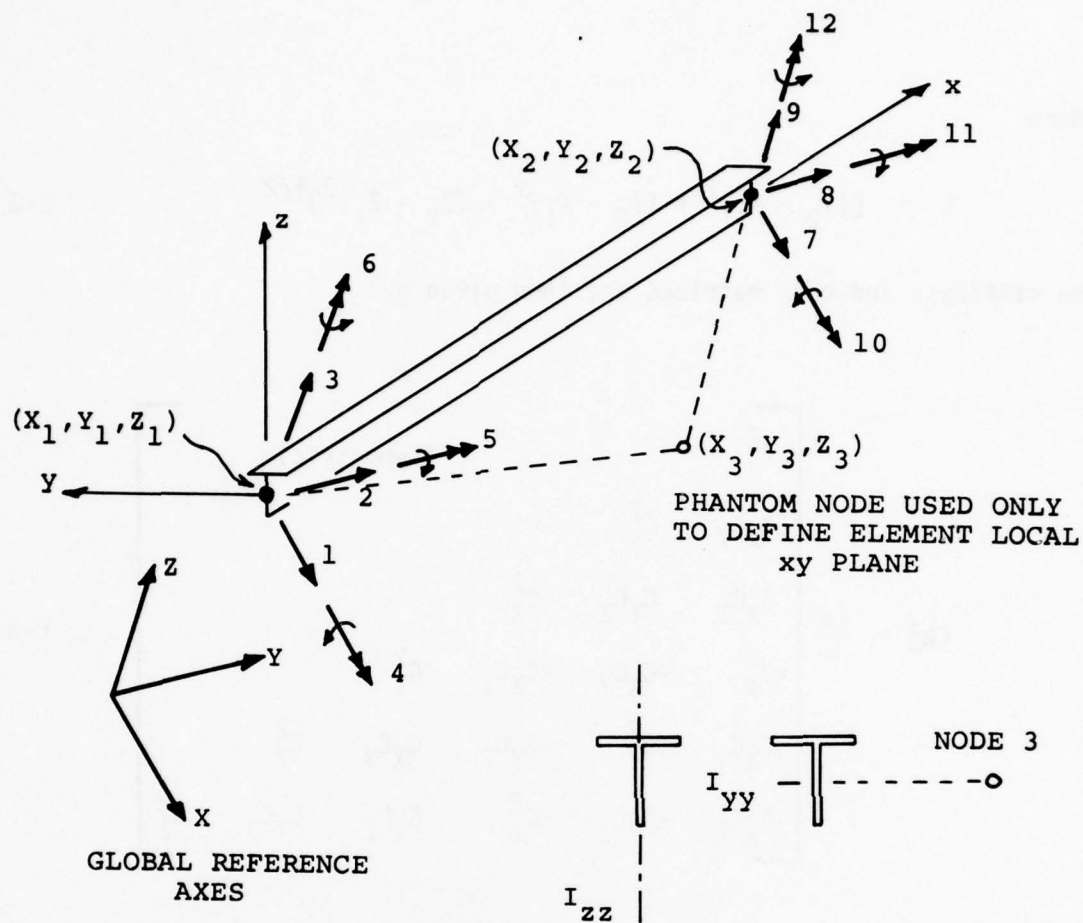 12
x
9
11
(X2,Y2,Z2)
8
z
7
6
10
3
(X1,Y1,Z1)
5
(X3,Y3,Z3)
Y
2
PHANTOM NODE USED ONLY
TO DEFINE ELEMENT LOCAL
xy PLANE
1
Z
Y
4
NODE 3
Iyy
X
GLOBAL REFERENCE
AXES
Izz